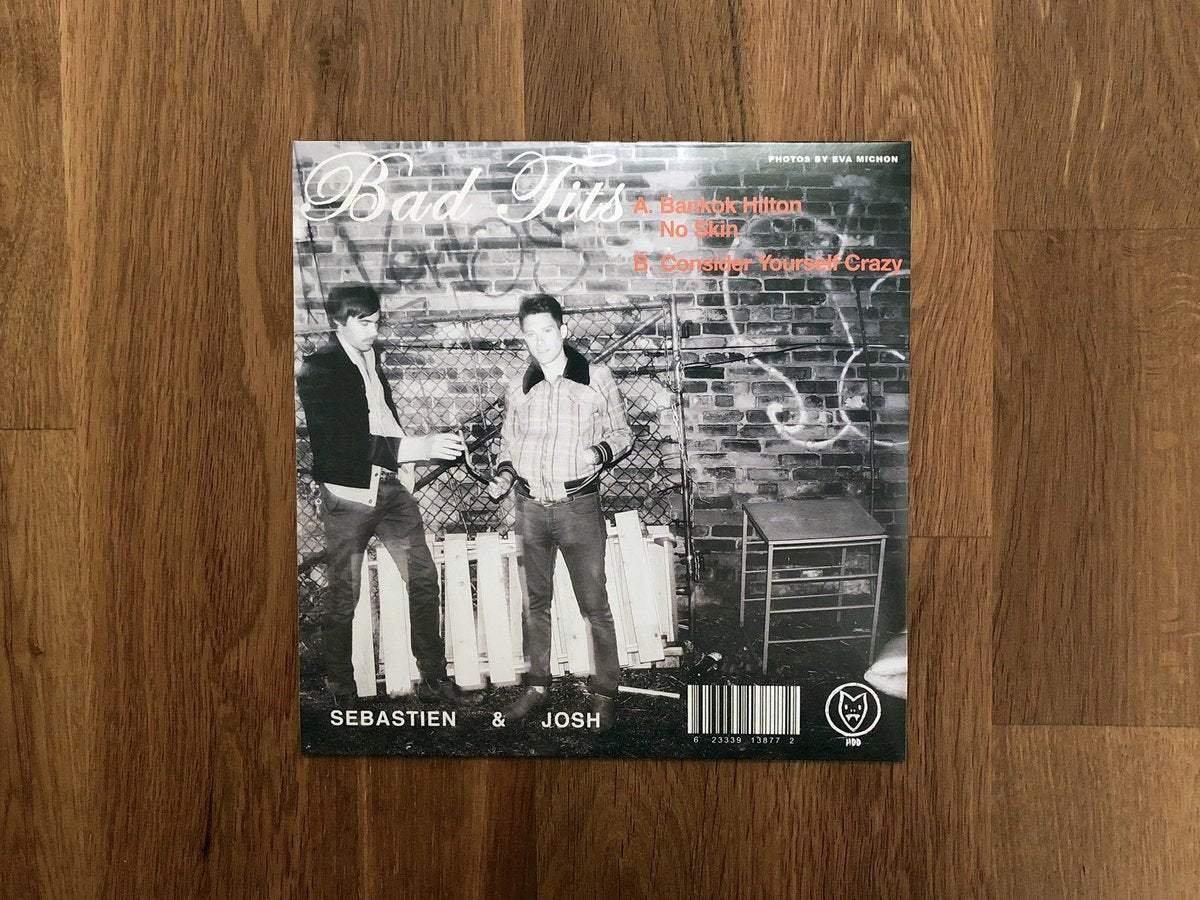 Bad Tits
PHOTOS BY EVA MICHON
A. Bankok Hilton
No Skin
B. Consider Yourself Crazy
SEBASTIEN & JOSH
6 23339 13877 2
HDD